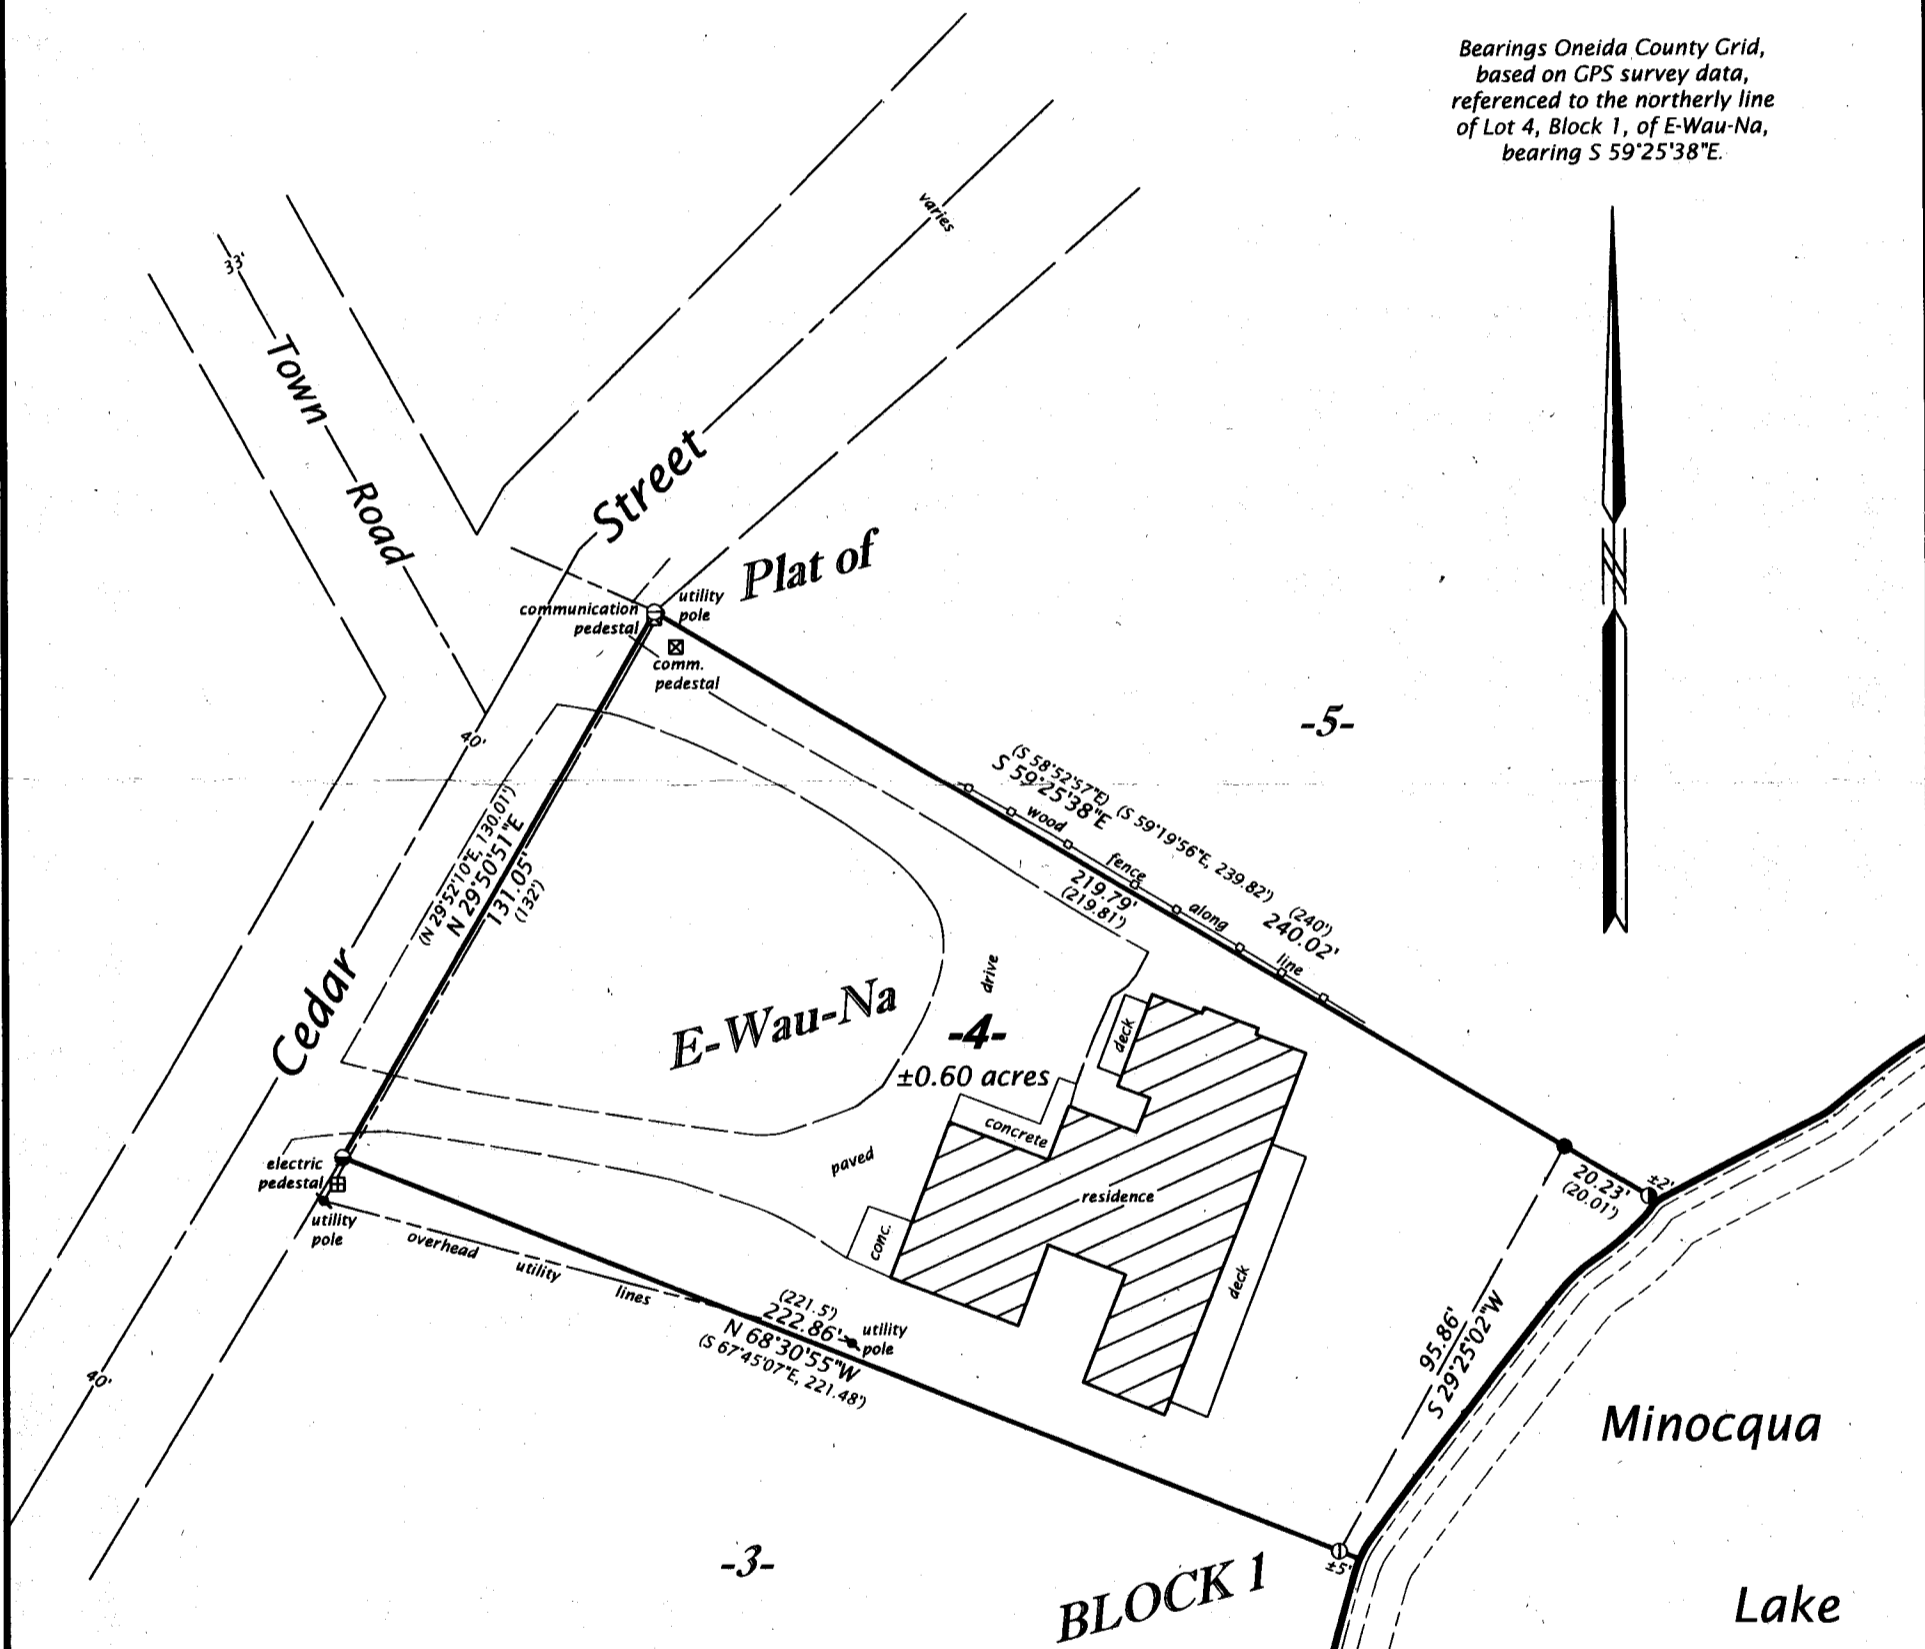 Bearings Oneida County Grid,
based on GPS survey data,
referenced to the northerly line
of Lot 4, Block 1, of E-Wau-Na,
bearing S 59°25'38"E.
varies
33'
Town Road
Cedar Street
Plat of
E-Wau-Na
BLOCK 1
communication
pedestal
utility
pole
comm.
pedestal
40'
-5-
(S 58°52'57"E) (S 59°19'56"E, 239.82')
S 59°25'38"E
(240')
240.02'
wood fence along line
219.79'
(219.81')
(N 29°52'10"E, 130.01')
N 29°50'51"E
131.05'
(132')
drive
-4-
±0.60 acres
deck
concrete
paved
residence
conc.
deck
electric
pedestal
utility
pole
overhead utility lines
(221.5')
222.86'
N 68°30'55"W
(S 67°45'07"E, 221.48')
utility
pole
20.23'
(20.01')
±2'
95.86'
S 29°25'02"W
±5'
40'
-3-
Minocqua
Lake